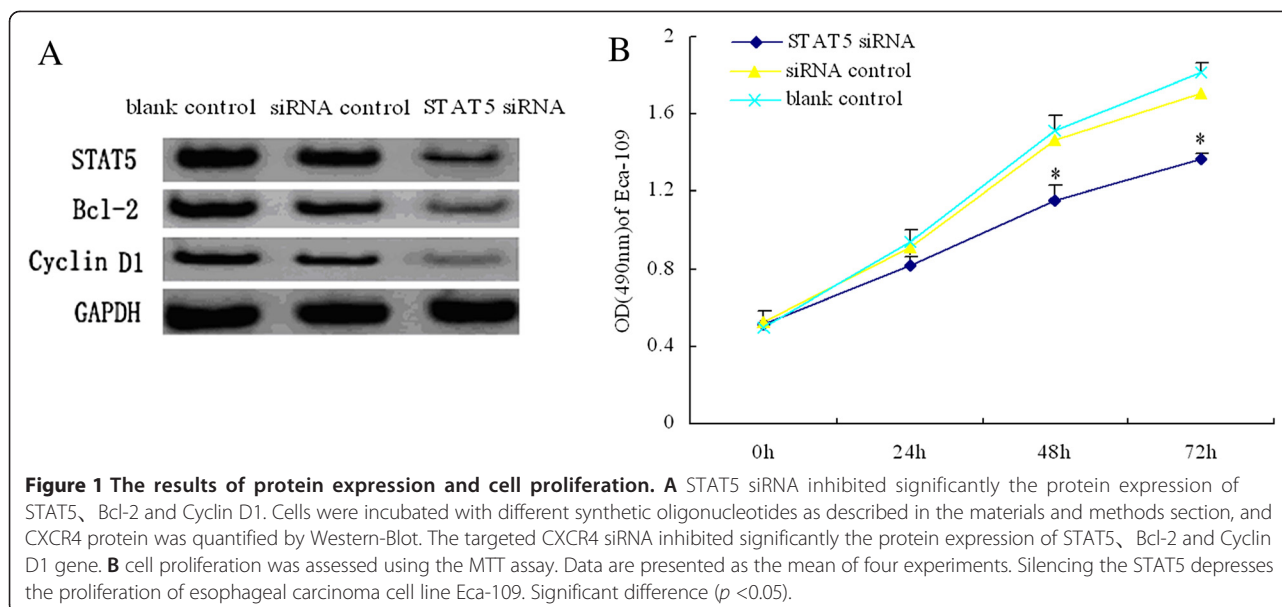 A
blank control siRNA control STAT5 siRNA
STAT5
Bcl-2
Cyclin D1
GAPDH
B
STAT5 siRNA
siRNA control
blank control
OD(490nm)of Eca-109
2
1.6
1.2
0.8
0.4
0
*
*
0h 24h 48h 72h
Figure 1 The results of protein expression and cell proliferation. A STAT5 siRNA inhibited significantly the protein expression of
STAT5、Bcl-2 and Cyclin D1. Cells were incubated with different synthetic oligonucleotides as described in the materials and methods section, and
CXCR4 protein was quantified by Western-Blot. The targeted CXCR4 siRNA inhibited significantly the protein expression of STAT5、Bcl-2 and Cyclin
D1 gene. B cell proliferation was assessed using the MTT assay. Data are presented as the mean of four experiments. Silencing the STAT5 depresses
the proliferation of esophageal carcinoma cell line Eca-109. Significant difference (p <0.05).